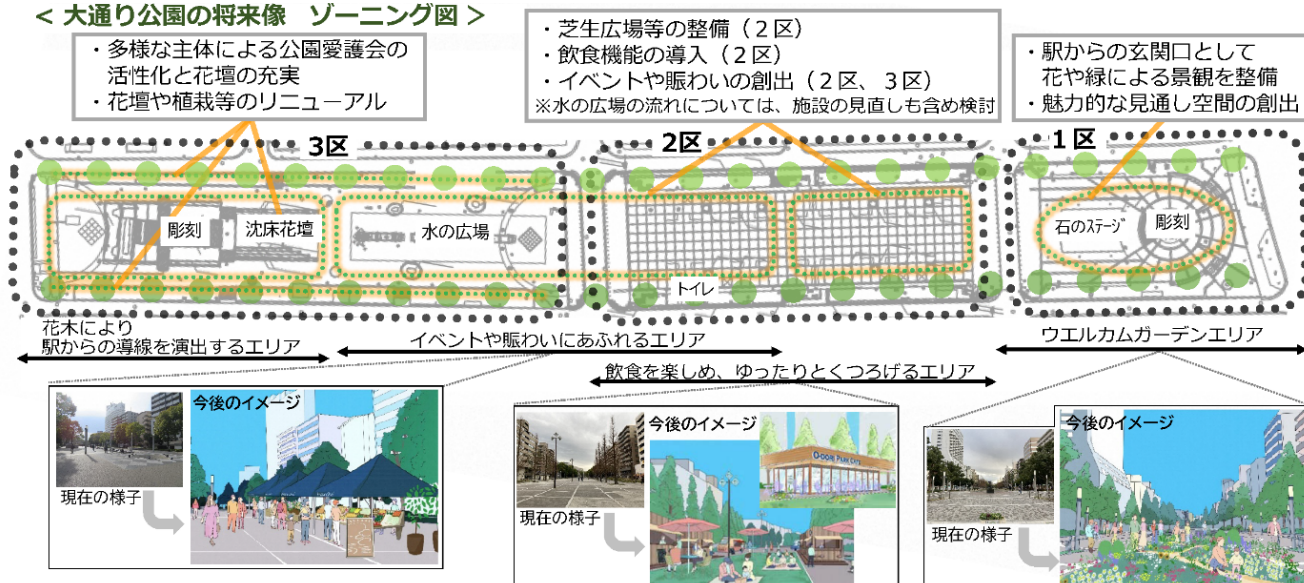 < 大通り公園の将来像　ゾーニング図 >
・多様な主体による公園愛護会の
活性化と花壇の充実
・花壇や植栽等のリニューアル
・芝生広場等の整備（２区）
・飲食機能の導入（２区）
・イベントや賑わいの創出（２区、３区）
※水の広場の流れについては、施設の見直しも含め検討
・駅からの玄関口として
花や緑による景観を整備
・魅力的な見通し空間の創出
3区
2区
1区
彫刻
沈床花壇
水の広場
トイレ
石のｽﾃｰｼﾞ
彫刻
花木により
駅からの導線を演出するエリア
イベントや賑わいにあふれるエリア
飲食を楽しめ、ゆったりとくつろげるエリア
ウエルカムガーデンエリア
今後のイメージ
現在の様子
今後のイメージ
O-DORI PARK CAFE
現在の様子
今後のイメージ
現在の様子